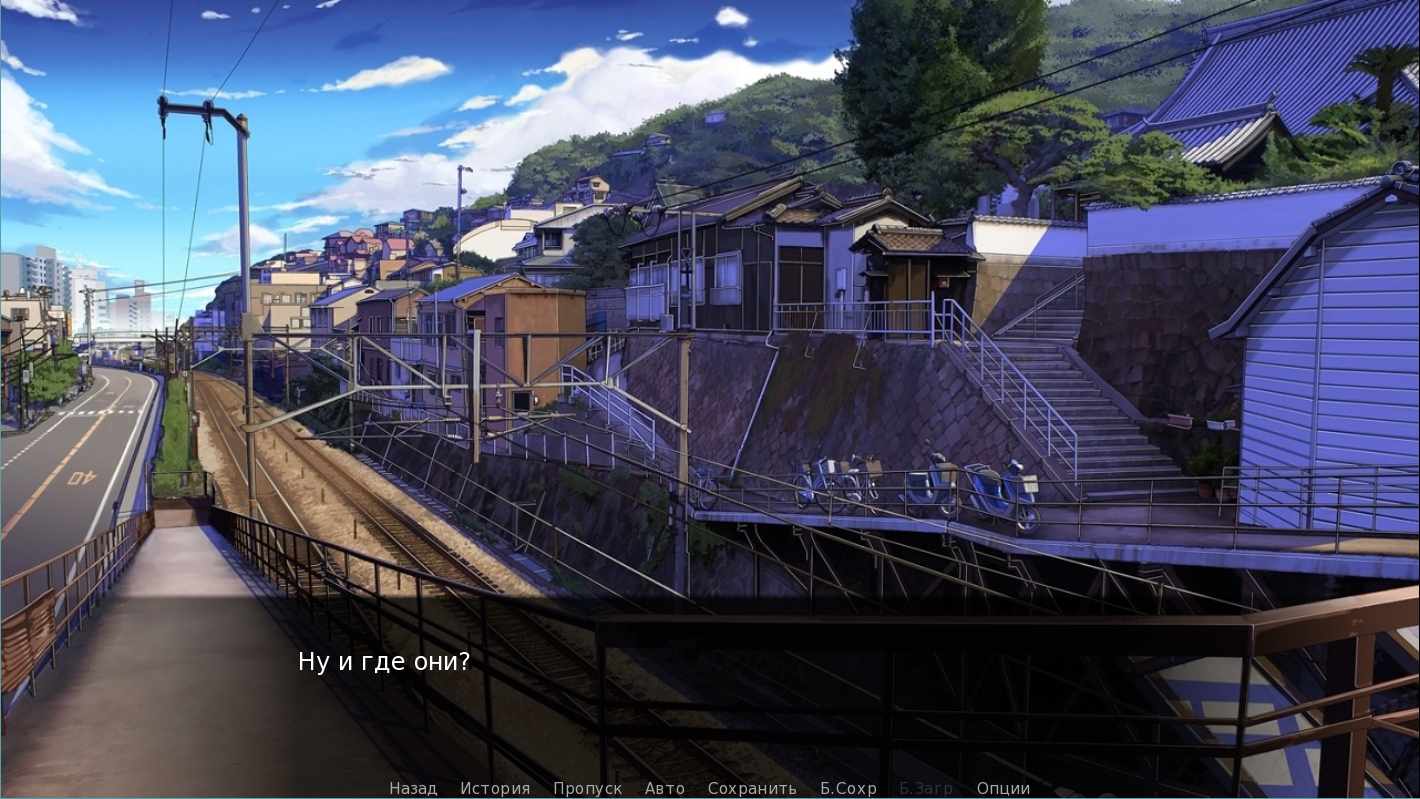 40
Ну и где они?
Назад История Пропуск Авто Сохранить Б.Сохр Б.Загр Опции